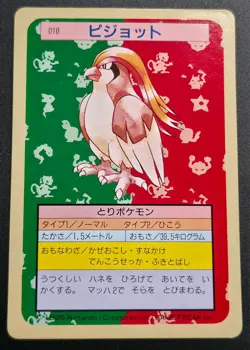 018
ピジョット
とりポケモン
タイプ1/ノーマル タイプ2/ひこう
たかさ/1.5メートル おもさ/39.5キログラム
おもなわざ/かぜおこし・すなかけ
でんこうせっか・ふきとばし
うつくしい ハネを ひろげて あいてを いかくする。マッハ2で そらを とびまわる。